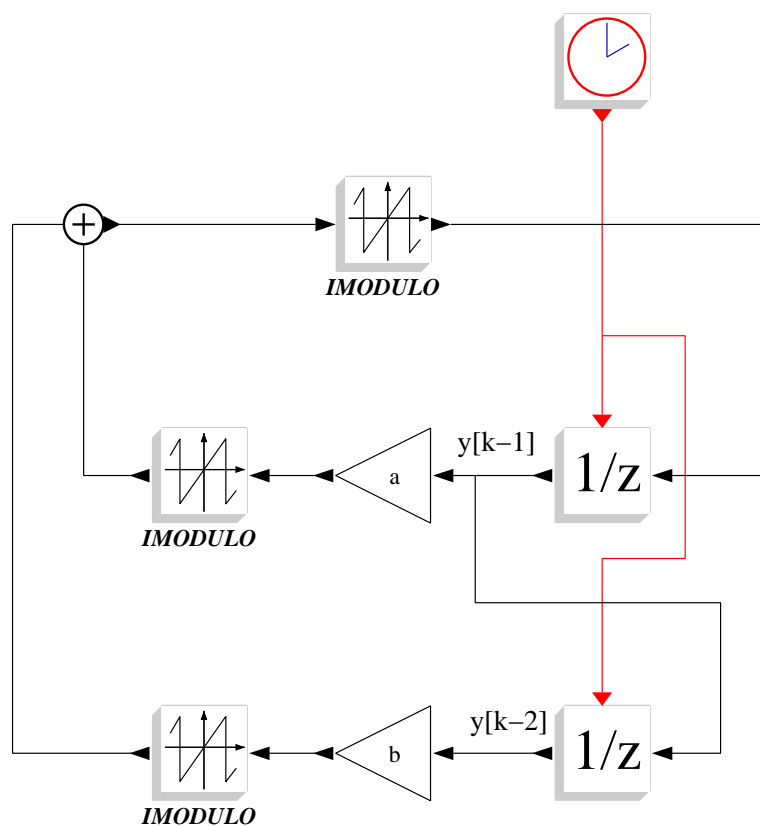 IMODULO
y[k−1]
a
1/z
IMODULO
y[k−2]
b
1/z
IMODULO